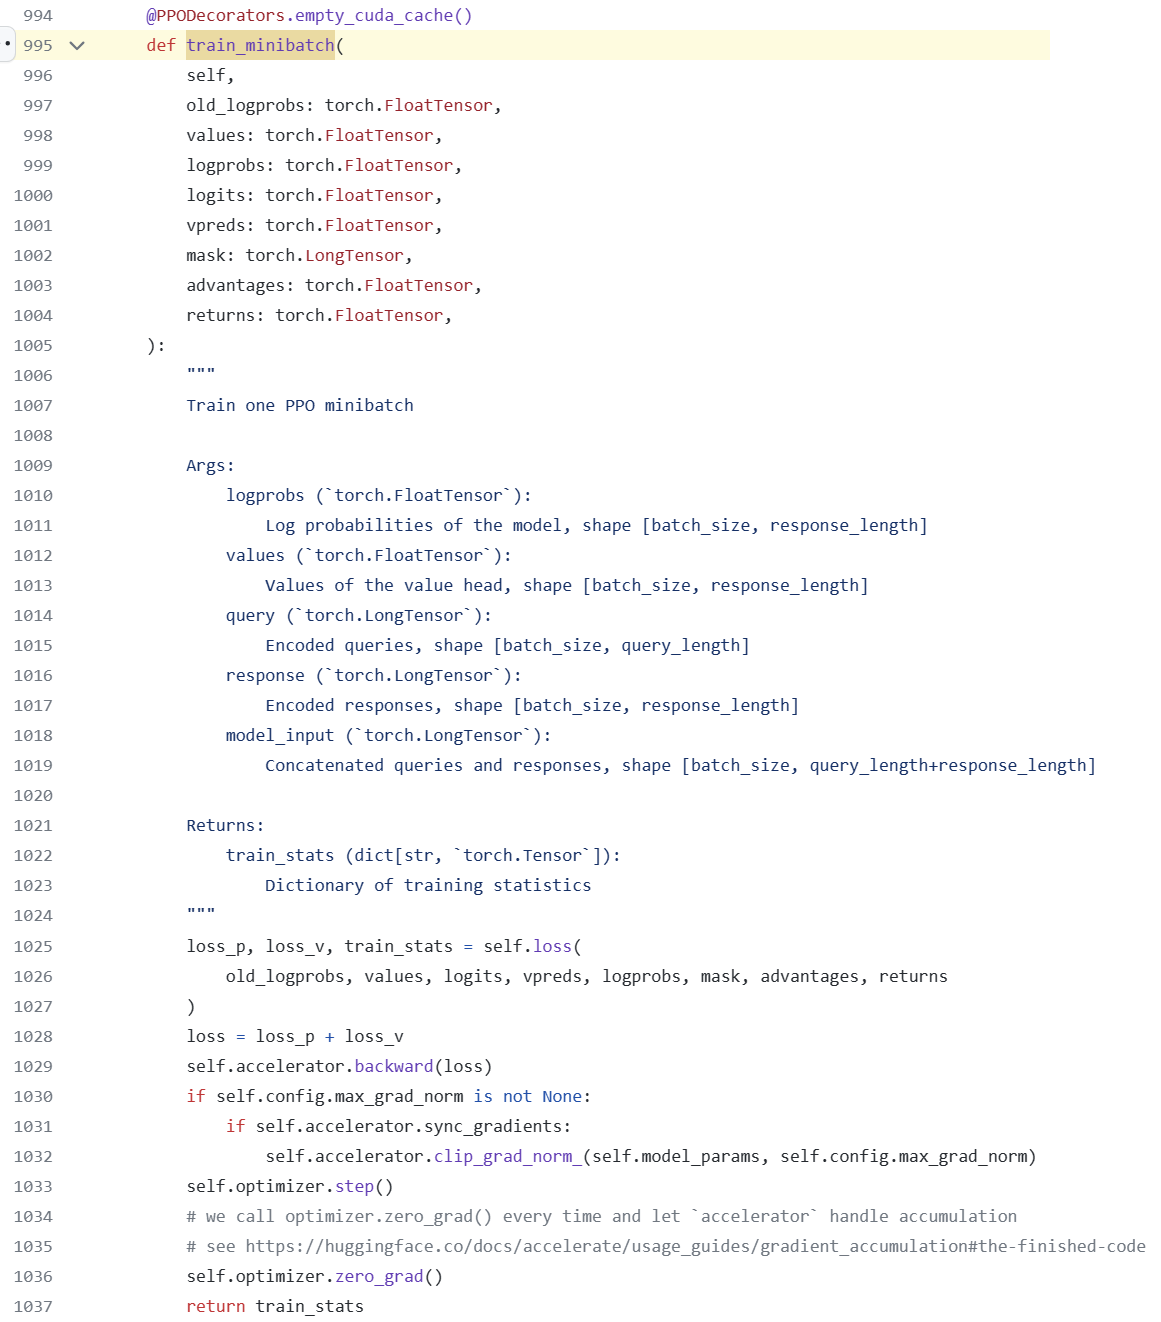 994 @PPODecorators.empty_cuda_cache()
995 def train_minibatch(
996 self,
997 old_logprobs: torch.FloatTensor,
998 values: torch.FloatTensor,
999 logprobs: torch.FloatTensor,
1000 logits: torch.FloatTensor,
1001 vpreds: torch.FloatTensor,
1002 mask: torch.LongTensor,
1003 advantages: torch.FloatTensor,
1004 returns: torch.FloatTensor,
1005 ):
1006 """
1007 Train one PPO minibatch
1008
1009 Args:
1010 logprobs (`torch.FloatTensor`):
1011 Log probabilities of the model, shape [batch_size, response_length]
1012 values (`torch.FloatTensor`):
1013 Values of the value head, shape [batch_size, response_length]
1014 query (`torch.LongTensor`):
1015 Encoded queries, shape [batch_size, query_length]
1016 response (`torch.LongTensor`):
1017 Encoded responses, shape [batch_size, response_length]
1018 model_input (`torch.LongTensor`):
1019 Concatenated queries and responses, shape [batch_size, query_length+response_length]
1020
1021 Returns:
1022 train_stats (dict[str, `torch.Tensor`]):
1023 Dictionary of training statistics
1024 """
1025 loss_p, loss_v, train_stats = self.loss(
1026 old_logprobs, values, logits, vpreds, logprobs, mask, advantages, returns
1027 )
1028 loss = loss_p + loss_v
1029 self.accelerator.backward(loss)
1030 if self.config.max_grad_norm is not None:
1031 if self.accelerator.sync_gradients:
1032 self.accelerator.clip_grad_norm_(self.model_params, self.config.max_grad_norm)
1033 self.optimizer.step()
1034 # we call optimizer.zero_grad() every time and let `accelerator` handle accumulation
1035 # see https://huggingface.co/docs/accelerate/usage_guides/gradient_accumulation#the-finished-code
1036 self.optimizer.zero_grad()
1037 return train_stats